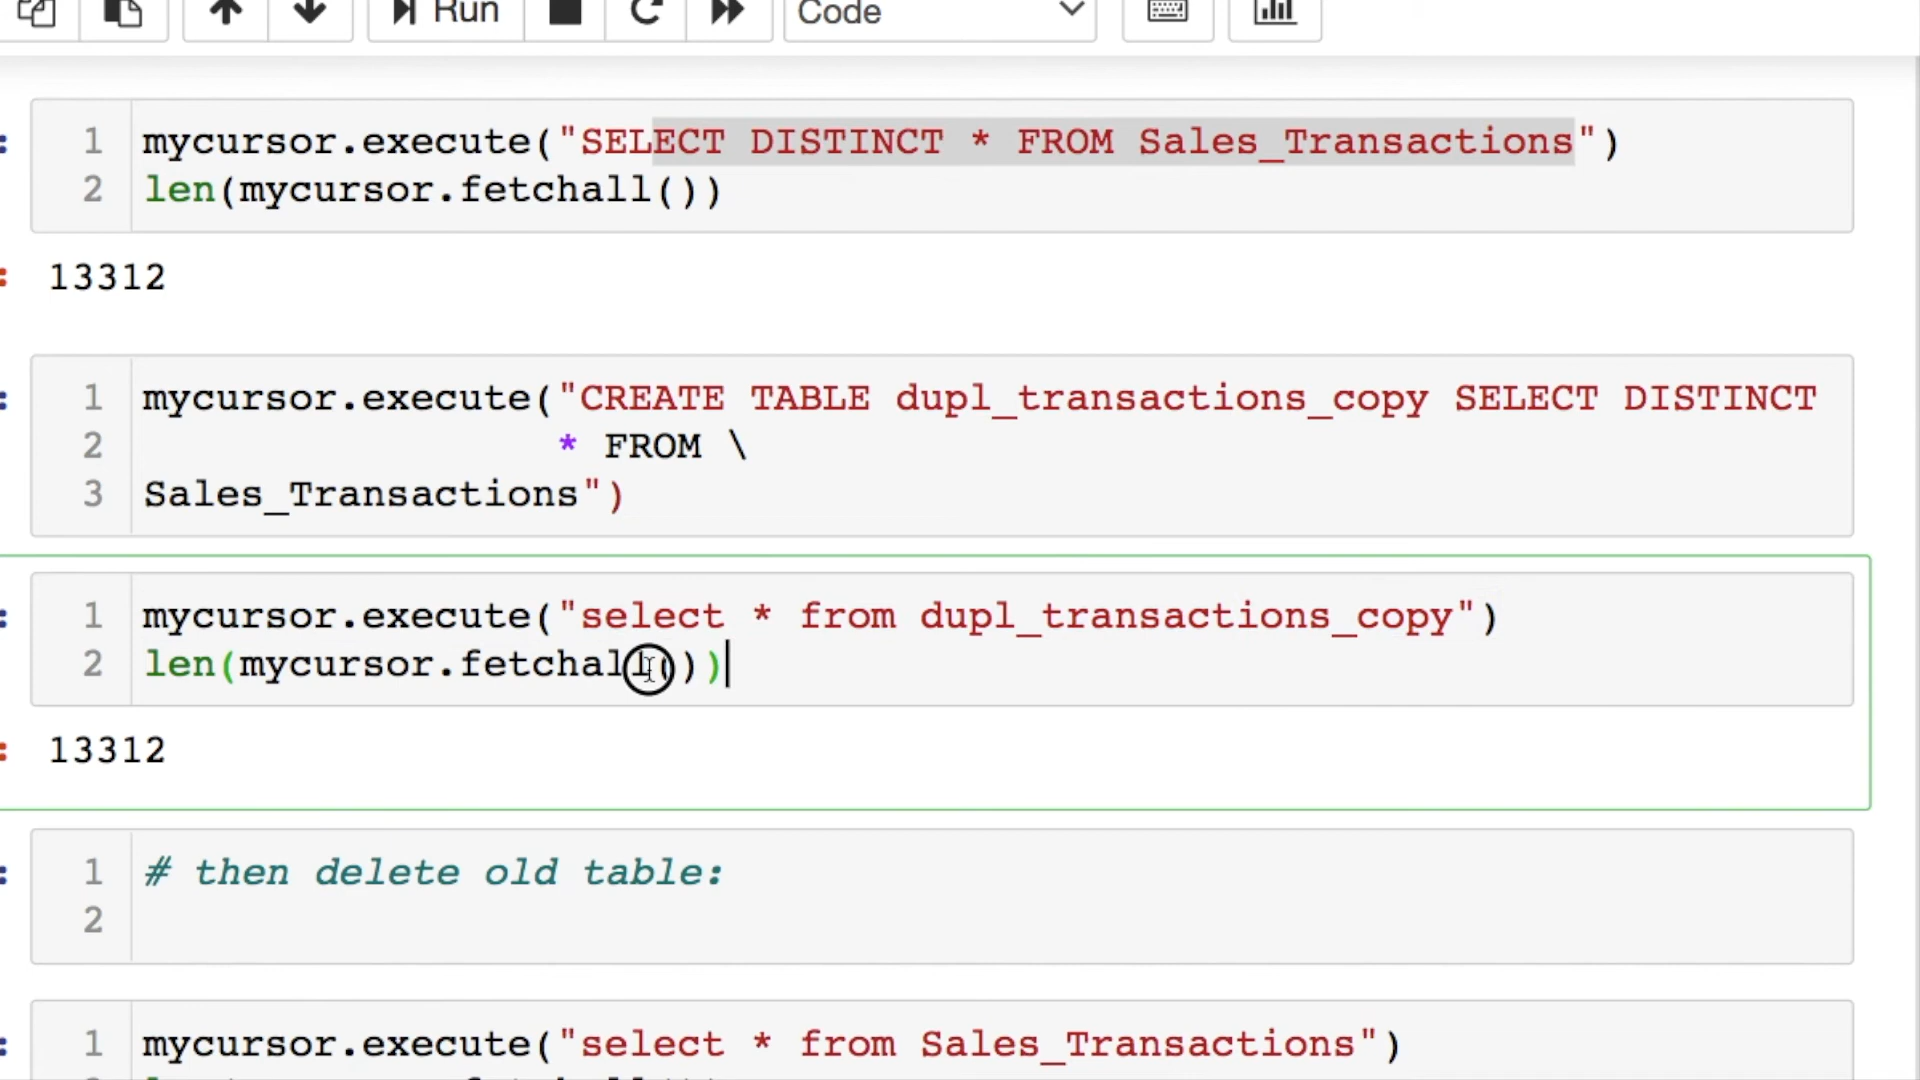 Run
Code
1 mycursor.execute("SELECT DISTINCT * FROM Sales_Transactions")
2 len(mycursor.fetchall())
13312
1 mycursor.execute("CREATE TABLE dupl_transactions_copy SELECT DISTINCT
2 * FROM \
3 Sales_Transactions")
1 mycursor.execute("select * from dupl_transactions_copy")
2 len(mycursor.fetchall())
13312
1 # then delete old table:
2
1 mycursor.execute("select * from Sales_Transactions")